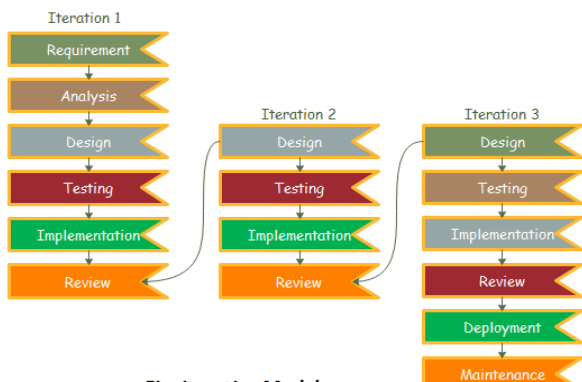 Iteration 1
Requirement
Analysis
Design
Testing
Implementation
Review
Iteration 2
Design
Testing
Implementation
Review
Iteration 3
Design
Testing
Implementation
Review
Deployment
Maintenance